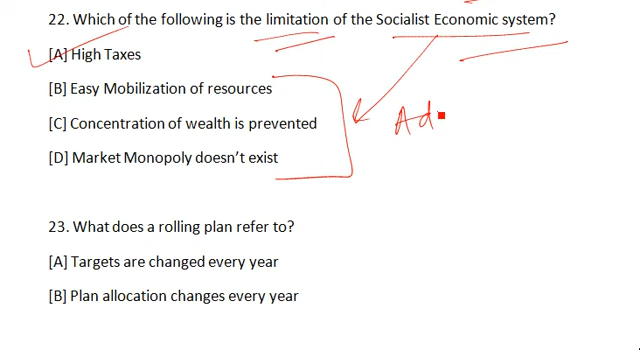 22. Which of the following is the limitation of the Socialist Economic system?
[A] High Taxes
[B] Easy Mobilization of resources
[C] Concentration of wealth is prevented
[D] Market Monopoly doesn't exist
Ad
23. What does a rolling plan refer to?
[A] Targets are changed every year
[B] Plan allocation changes every year